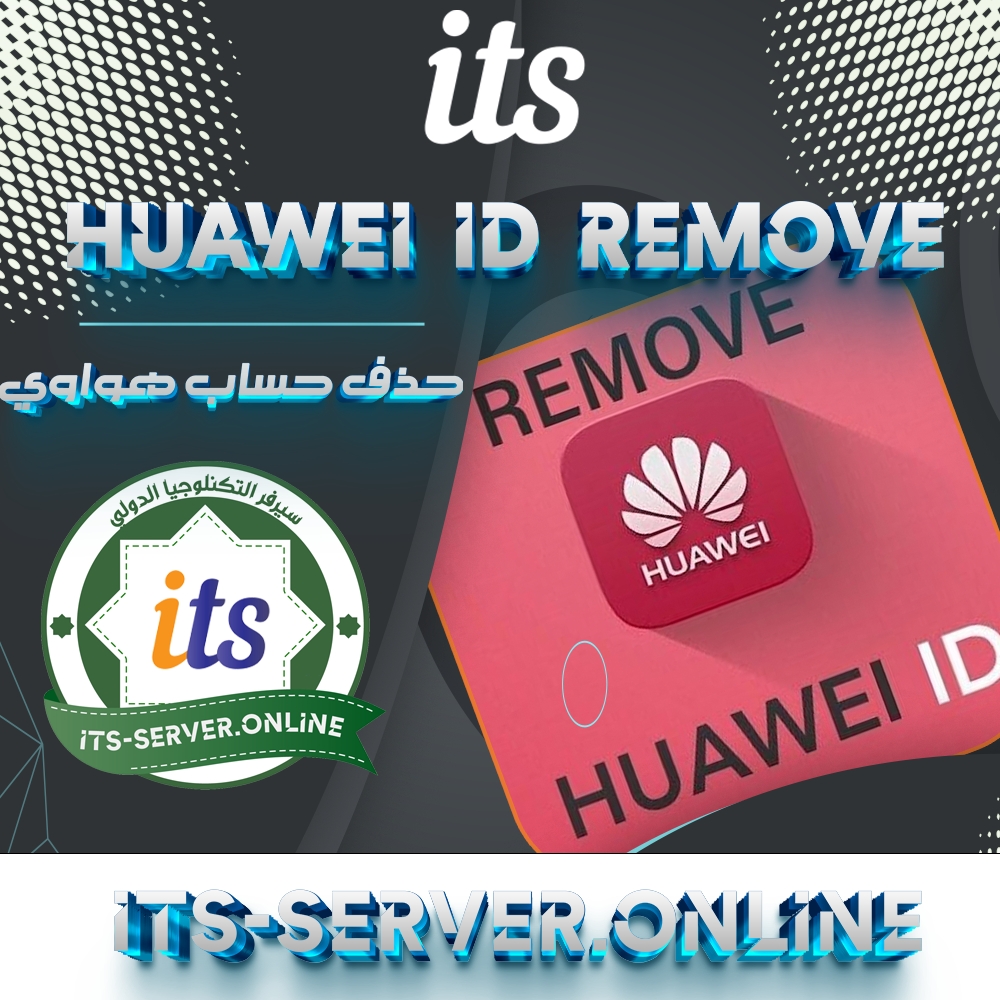 its
HUAWEI ID REMOVE
حذف حساب هواوي
REMOVE
HUAWEI
HUAWEI ID
سيرفر التكنلوجيا الدولي
its
iTS-SERVER.ONLiNE
iTS-SERVER.ONLiNE